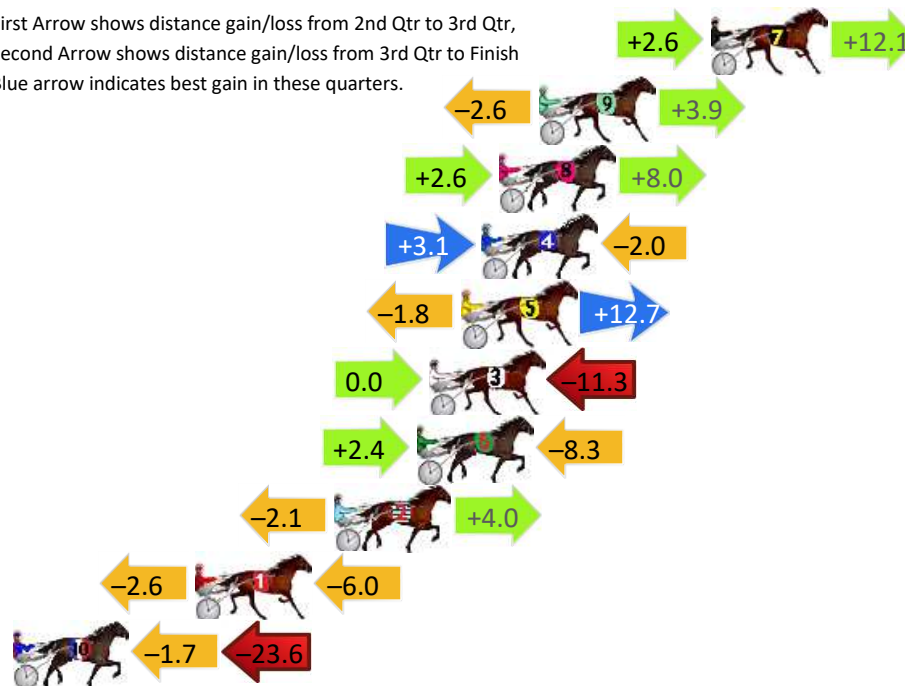 irst Arrow shows distance gain/loss from 2nd Qtr to 3rd Qtr,
econd Arrow shows distance gain/loss from 3rd Qtr to Finish
Blue arrow indicates best gain in these quarters.
+2.6 7 +12.1
–2.6 9 +3.9
+2.6 8 +8.0
+3.1 4 –2.0
–1.8 5 +12.7
0.0 3 –11.3
+2.4 6 –8.3
–2.1 2 +4.0
–2.6 1 –6.0
10 –1.7 –23.6